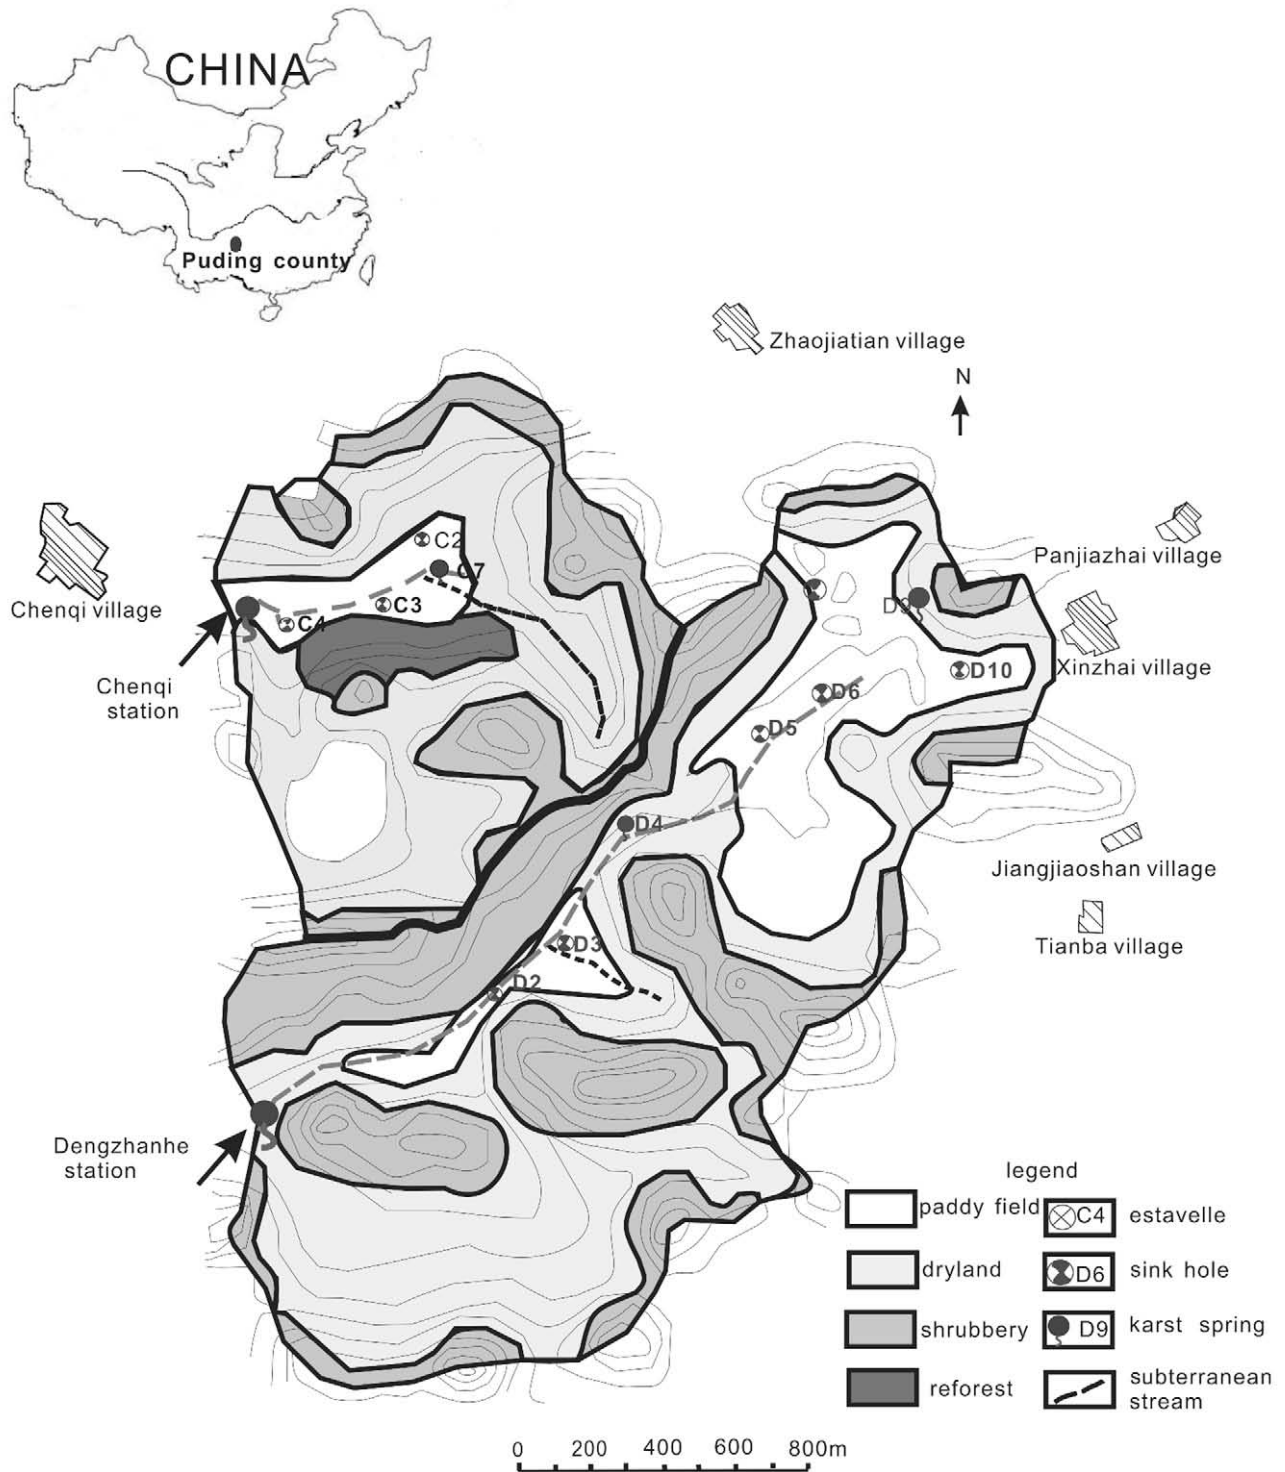 CHINA
Puding county
Zhaojiatian village
N
Panjiazhai village
C2
C7
Chenqi village
C3
D9
C4
Xinzhai village
D10
Chenqi
station
D6
D5
D4
Jiangjiaoshan village
Tianba village
D3
D2
Dengzhanhe
station
legend
paddy field
C4
estavelle
dryland
D6
sink hole
shrubbery
D9
karst spring
reforest
subterranean
stream
0 200 400 600 800m